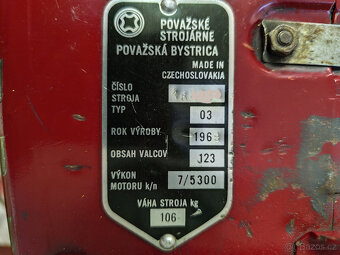 POVAŽSKÉ
STROJÁRNE
POVAŽSKÁ BYSTRICA
MADE IN
CZECHOSLOVAKIA
ČÍSLO
STROJA
TYP 03
ROK VÝROBY 196
OBSAH VALCOV 123
VÝKON
MOTORU k/n 7/5300
VÁHA STROJA kg
106